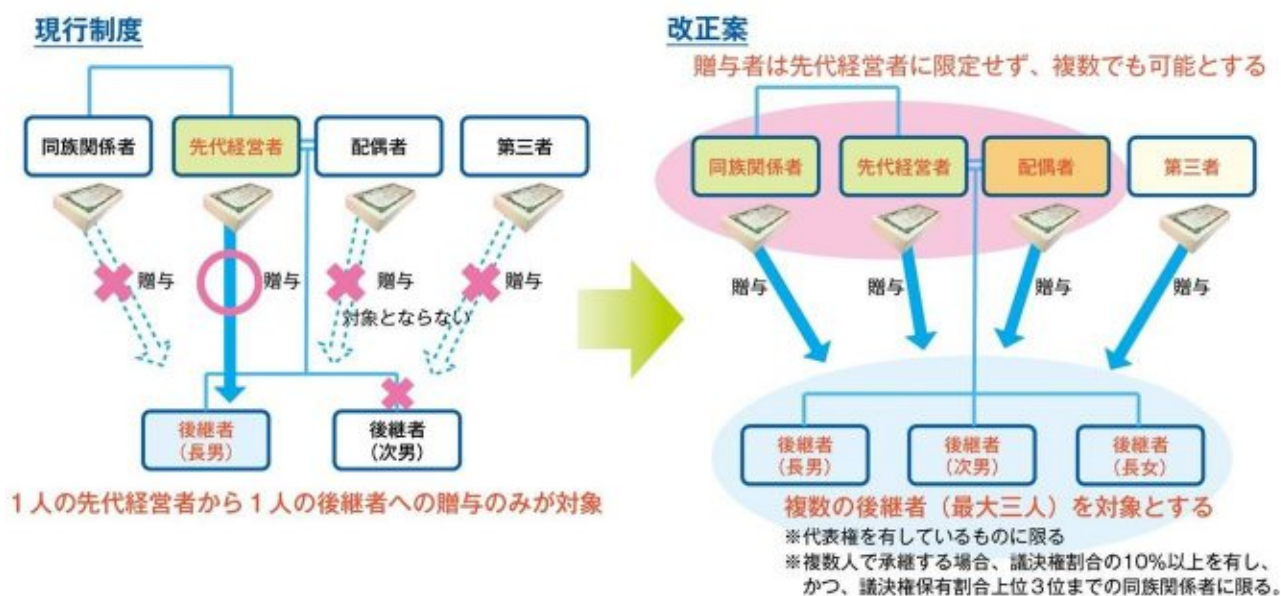 現行制度
同族関係者
先代経営者
配偶者
第三者
贈与
贈与
贈与
贈与
対象とならない
後継者
(長男)
後継者
(次男)
1人の先代経営者から1人の後継者への贈与のみが対象
改正案
贈与者は先代経営者に限定せず、複数でも可能とする
同族関係者
先代経営者
配偶者
第三者
贈与
贈与
贈与
贈与
後継者
(長男)
後継者
(次男)
後継者
(長女)
複数の後継者(最大三人)を対象とする
※代表権を有しているものに限る
※複数人で承継する場合、議決権割合の10%以上を有し、
かつ、議決権保有割合上位3位までの同族関係者に限る。